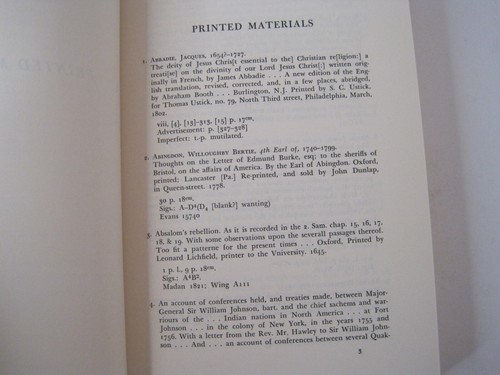 PRINTED MATERIALS
1. ABBADIE, JACQUES. 1654?–1727.
The deity of Jesus Chris[t essential to the] Christian re[ligion:] a
treati[se] on the divinity of our Lord Jesus Christ[:] written orig-
inally in French, by James Abbadie . . . A new edition of the Eng-
lish translation, revised, corrected, and, in a few places, abridged,
by Abraham Booth . . . Burlington, N.J. Printed by S. C. Ustick,
for Thomas Ustick, no. 79, North Third street, Philadelphia, March,
1802.
viii, [4], [13]–313, [15] p. 17cm.
Advertisement: p. [327–328]
Imperfect: t.-p. mutilated.
2. ABINGDON, WILLOUGHBY BERTIE, 4th Earl of, 1740–1799.
Thoughts on the Letter of Edmund Burke, esq; to the sheriffs of
Bristol, on the affairs of America. By the Earl of Abingdon. Oxford,
printed: Lancaster [Pa.] Re-printed, and sold by John Dunlap,
in Queen-street. 1778.
30 p. 18cm.
Sigs.: A–D⁴(D₄ [blank?] wanting)
Evans 15740
3. Absalom's rebellion. As it is recorded in the 2. Sam. chap. 15, 16, 17,
18, & 19. With some observations upon the severall passages thereof.
Too fit a patterne for the present times . . . Oxford, Printed by
Leonard Lichfield, printer to the Vniversity. 1645.
1 p. l., 9 p. 18cm.
Sigs.: A⁴B².
Madan 1821; Wing A111
4. An account of conferences held, and treaties made, between Major-
General Sir William Johnson, bart. and the chief sachems and war-
riours of the . . . Indian nations in North America . . . at Fort
Johnson . . . in the colony of New York, in the years 1755 and
1756. With a letter from the Rev. Mr. Hawley to Sir William John-
son . . . And . . . an account of conferences between several Quak-
3